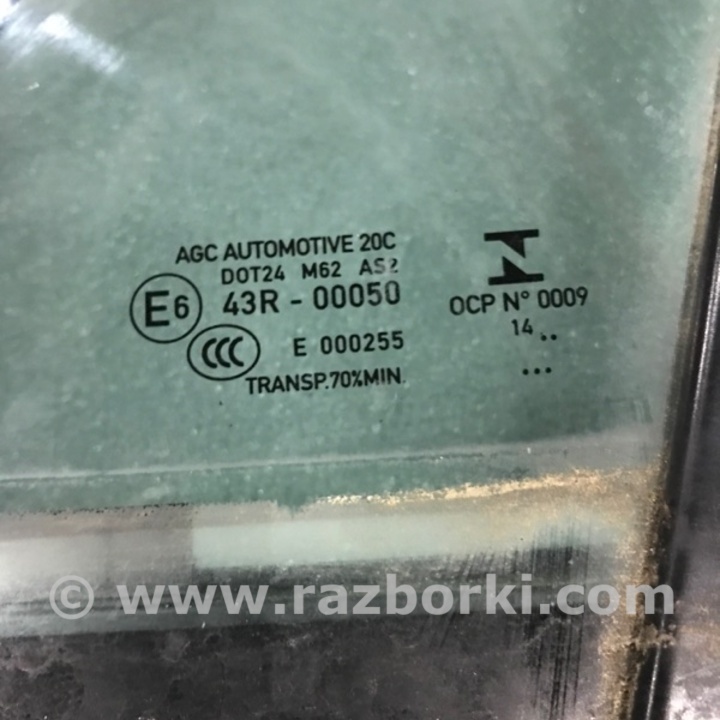 AGC AUTOMOTIVE 20C
DOT24 M62 AS2
E6 43R - 00050
CCC E 000255
TRANSP.70%MIN.
OCP N° 0009
14 ..
...
© www.razborki.com